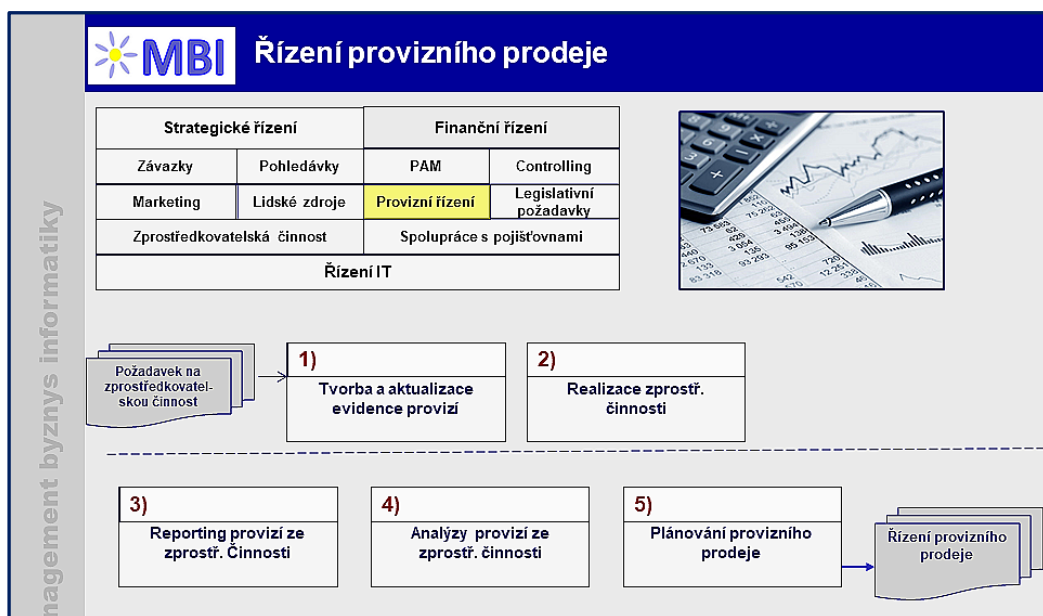 MBI
Řízení provizního prodeje
Strategické řízení
Finanční řízení
Závazky
Pohledávky
PAM
Controlling
Marketing
Lidské zdroje
Provizní řízení
Legislativní
požadavky
Zprostředkovatelská činnost
Spolupráce s pojišťovnami
Řízení IT
nagement byznys informatiky
Požadavek na
zprostředkovatel-
skou činnost
1)
Tvorba a aktualizace
evidence provizí
2)
Realizace zprostř.
činnosti
3)
Reporting provizí ze
zprostř. Činnosti
4)
Analýzy provizí ze
zprostř. činnosti
5)
Plánování provizního
prodeje
Řízení provizního
prodeje